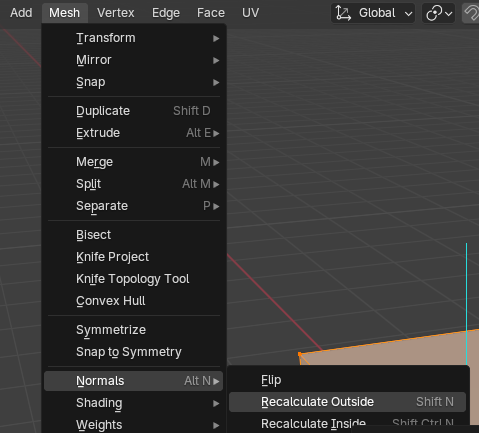 Add Mesh Vertex Edge Face UV Global
Transform
Mirror
Snap
Duplicate Shift D
Extrude Alt E
Merge M
Split Alt M
Separate P
Bisect
Knife Project
Knife Topology Tool
Convex Hull
Symmetrize
Snap to Symmetry
Normals Alt N
Flip
Shading
Recalculate Outside Shift N
Weights
Recalculate Inside Shift Ctrl N